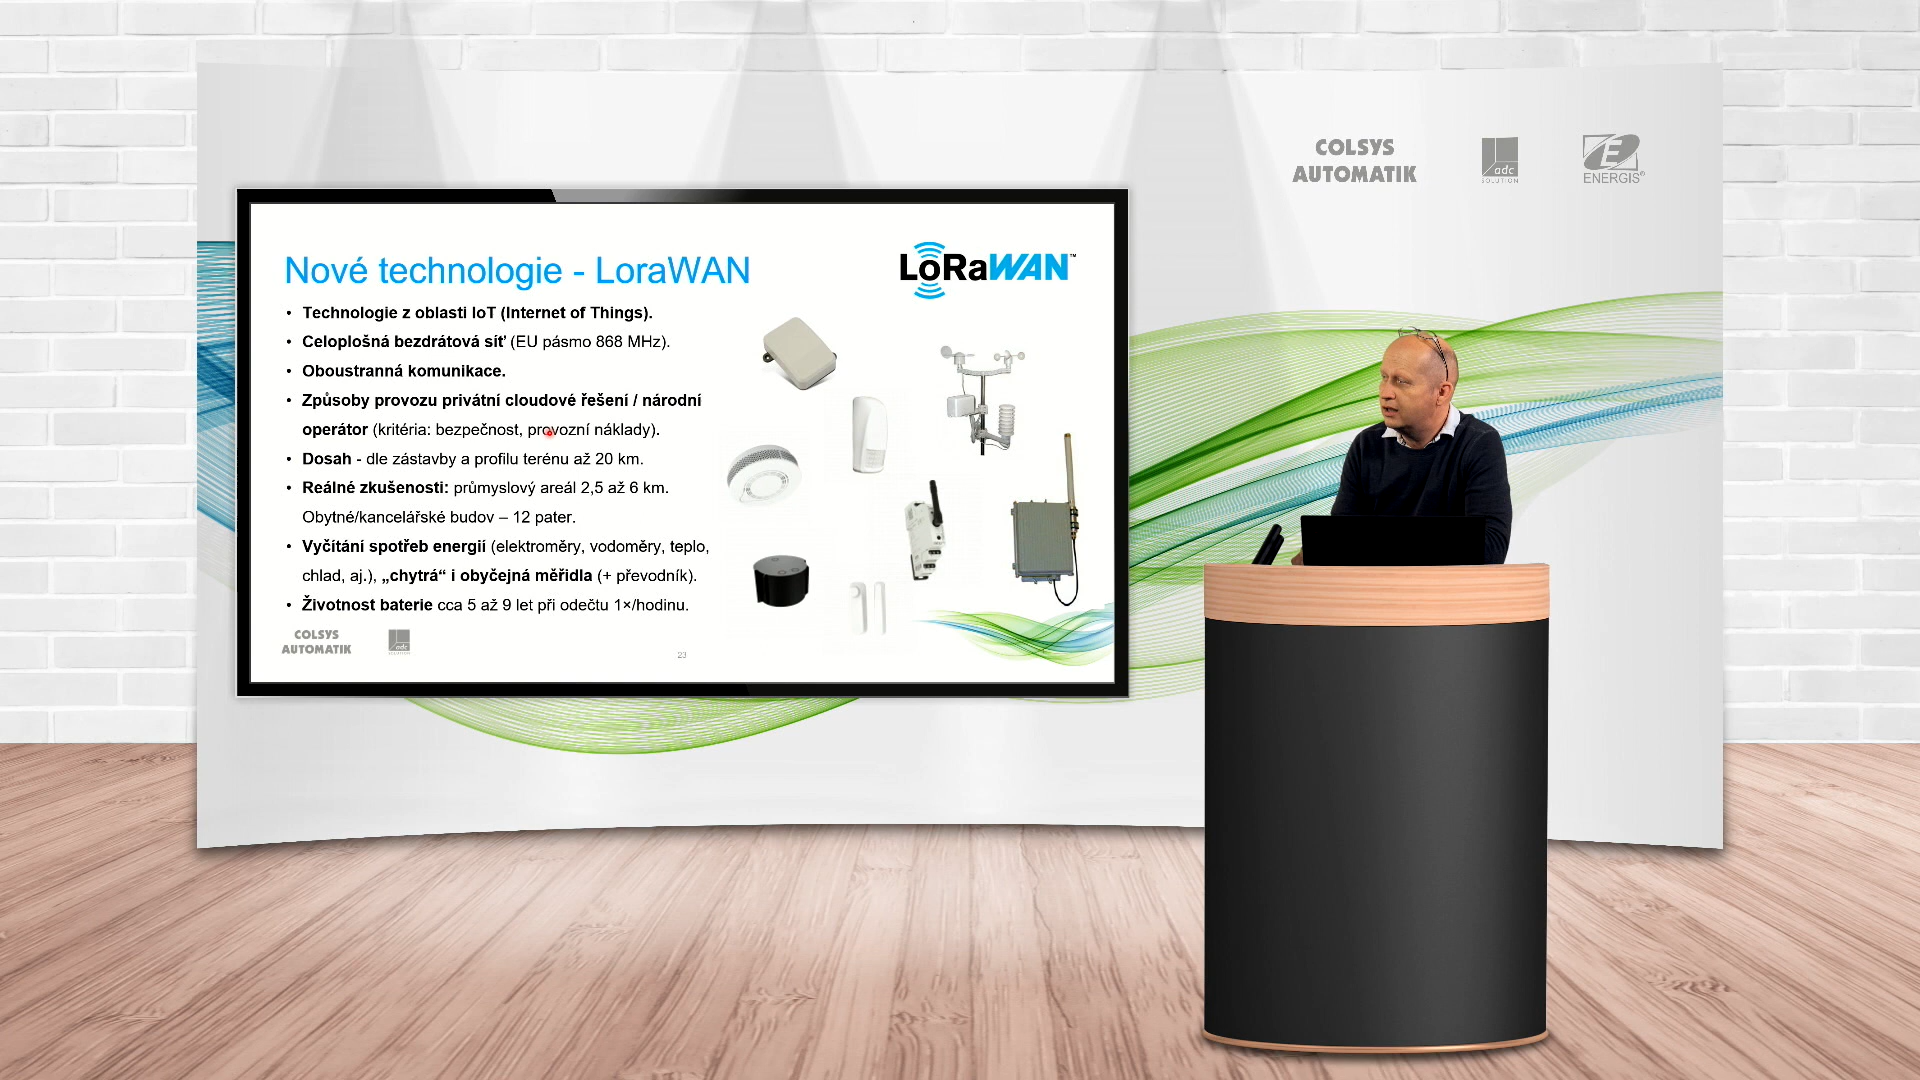 COLSYS
AUTOMATIK
adc
SOLUTION
ENERGIS®
Nové technologie - LoraWAN
LoRaWAN™
• Technologie z oblasti IoT (Internet of Things).
• Celoplošná bezdrátová síť (EU pásmo 868 MHz).
• Oboustranná komunikace.
• Způsoby provozu privátní cloudové řešení / národní
operátor (kritéria: bezpečnost, provozní náklady).
• Dosah - dle zástavby a profilu terénu až 20 km.
• Reálné zkušenosti: průmyslový areál 2,5 až 6 km.
Obytné/kancelářské budov – 12 pater.
• Vyčítání spotřeb energií (elektroměry, vodoměry, teplo,
chlad, aj.), „chytrá“ i obyčejná měřidla (+ převodník).
• Životnost baterie cca 5 až 9 let při odečtu 1×/hodinu.
COLSYS
AUTOMATIK
adc
23